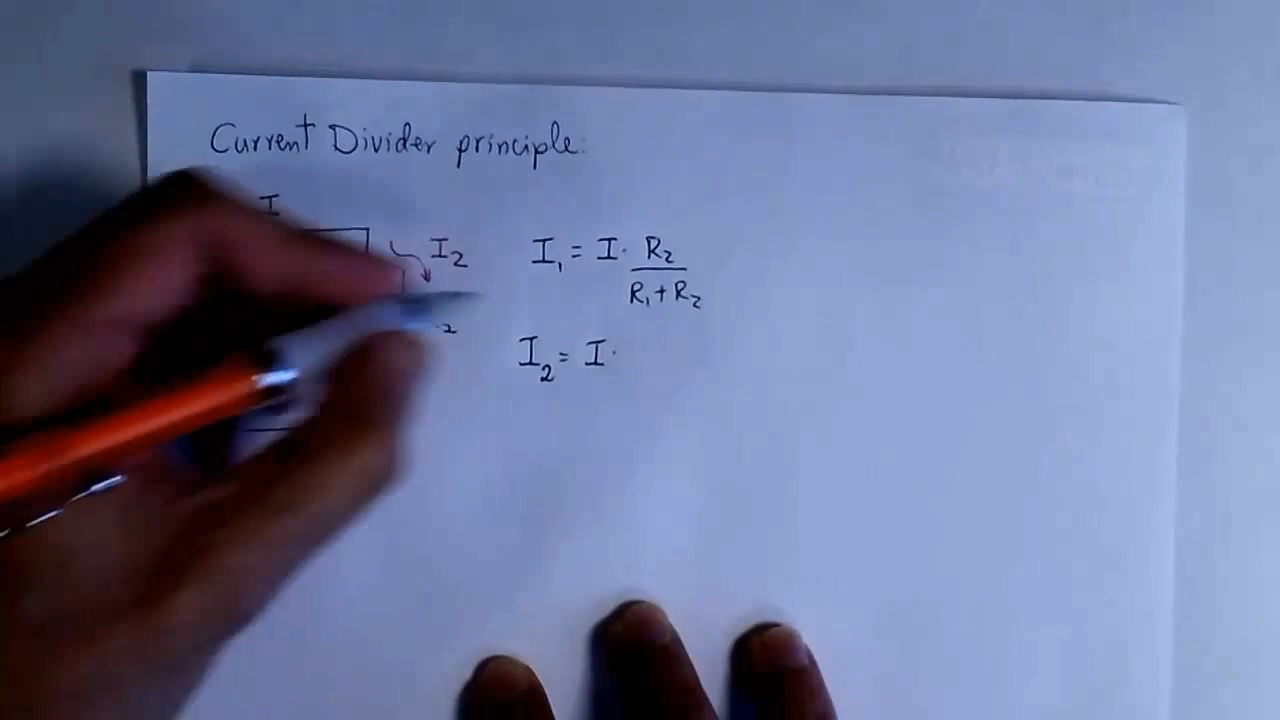 Current Divider principle:
I
I₂
I₁ = I · R₂
R₁ + R₂
I₂ = I ·